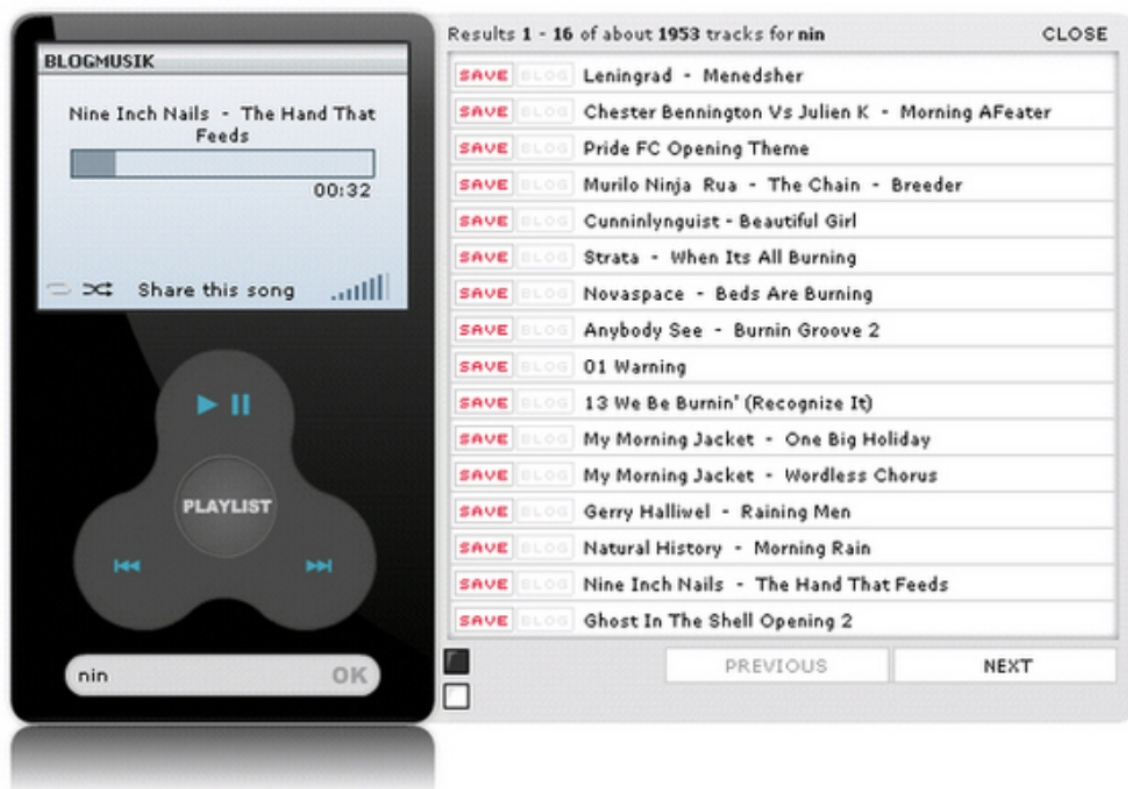 BLOGMUSIK
Nine Inch Nails - The Hand That
Feeds
00:32
Share this song
PLAYLIST
nin OK
Results 1 - 16 of about 1953 tracks for nin CLOSE
SAVE BLOG Leningrad - Menedsher
SAVE BLOG Chester Bennington Vs Julien K - Morning AFeater
SAVE BLOG Pride FC Opening Theme
SAVE BLOG Murilo Ninja Rua - The Chain - Breeder
SAVE BLOG Cunninlynguist - Beautiful Girl
SAVE BLOG Strata - When Its All Burning
SAVE BLOG Novaspace - Beds Are Burning
SAVE BLOG Anybody See - Burnin Groove 2
SAVE BLOG 01 Warning
SAVE BLOG 13 We Be Burnin' (Recognize It)
SAVE BLOG My Morning Jacket - One Big Holiday
SAVE BLOG My Morning Jacket - Wordless Chorus
SAVE BLOG Gerry Halliwel - Raining Men
SAVE BLOG Natural History - Morning Rain
SAVE BLOG Nine Inch Nails - The Hand That Feeds
SAVE BLOG Ghost In The Shell Opening 2
PREVIOUS NEXT